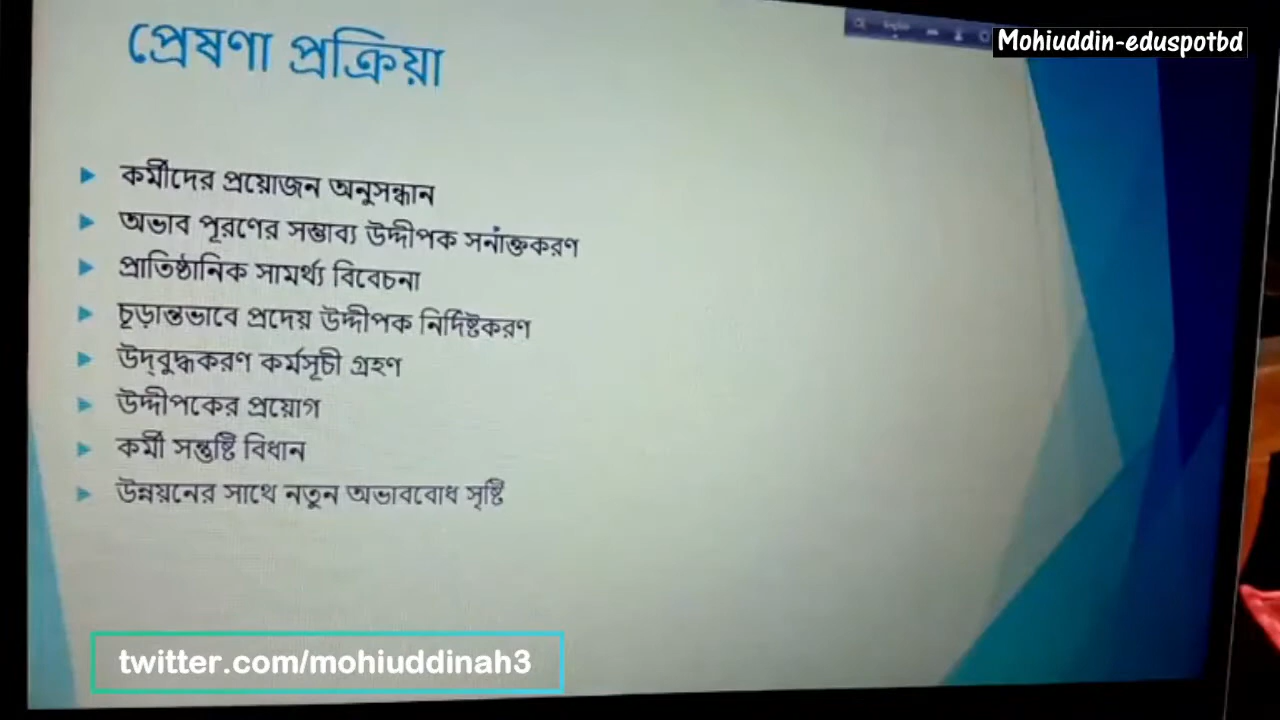 প্রেষণা প্রক্রিয়া
Mohiuddin-eduspotbd
কর্মীদের প্রয়োজন অনুসন্ধান
অভাব পূরণের সম্ভাব্য উদ্দীপক সনাঁক্তকরণ
প্রাতিষ্ঠানিক সামর্থ্য বিবেচনা
চূড়ান্তভাবে প্রদেয় উদ্দীপক নির্দিষ্টকরণ
উদ্‌বুদ্ধকরণ কর্মসূচী গ্রহণ
উদ্দীপকের প্রয়োগ
কর্মী সন্তুষ্টি বিধান
উন্নয়নের সাথে নতুন অভাববোধ সৃষ্টি
twitter.com/mohiuddinah3